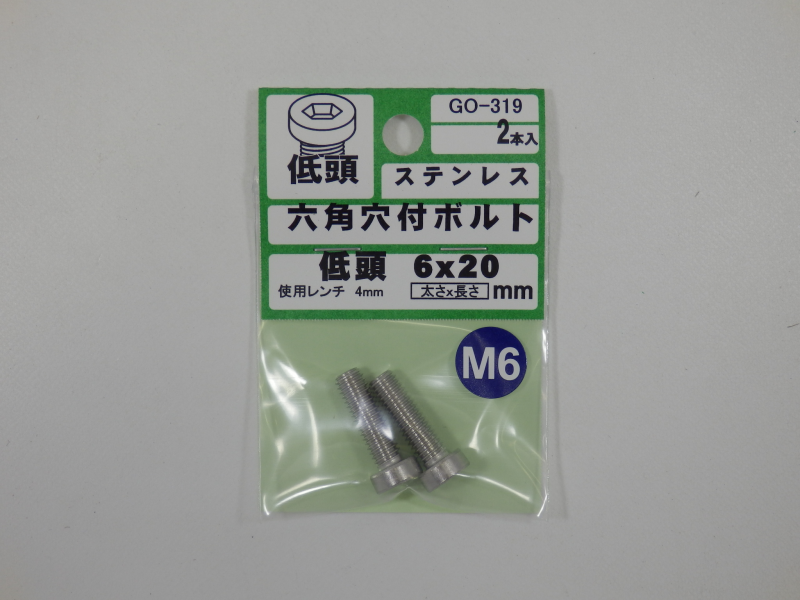 GO-319
2本入
低頭
ステンレス
六角穴付ボルト
低頭 6x20
使用レンチ 4mm 太さx長さ mm
M6